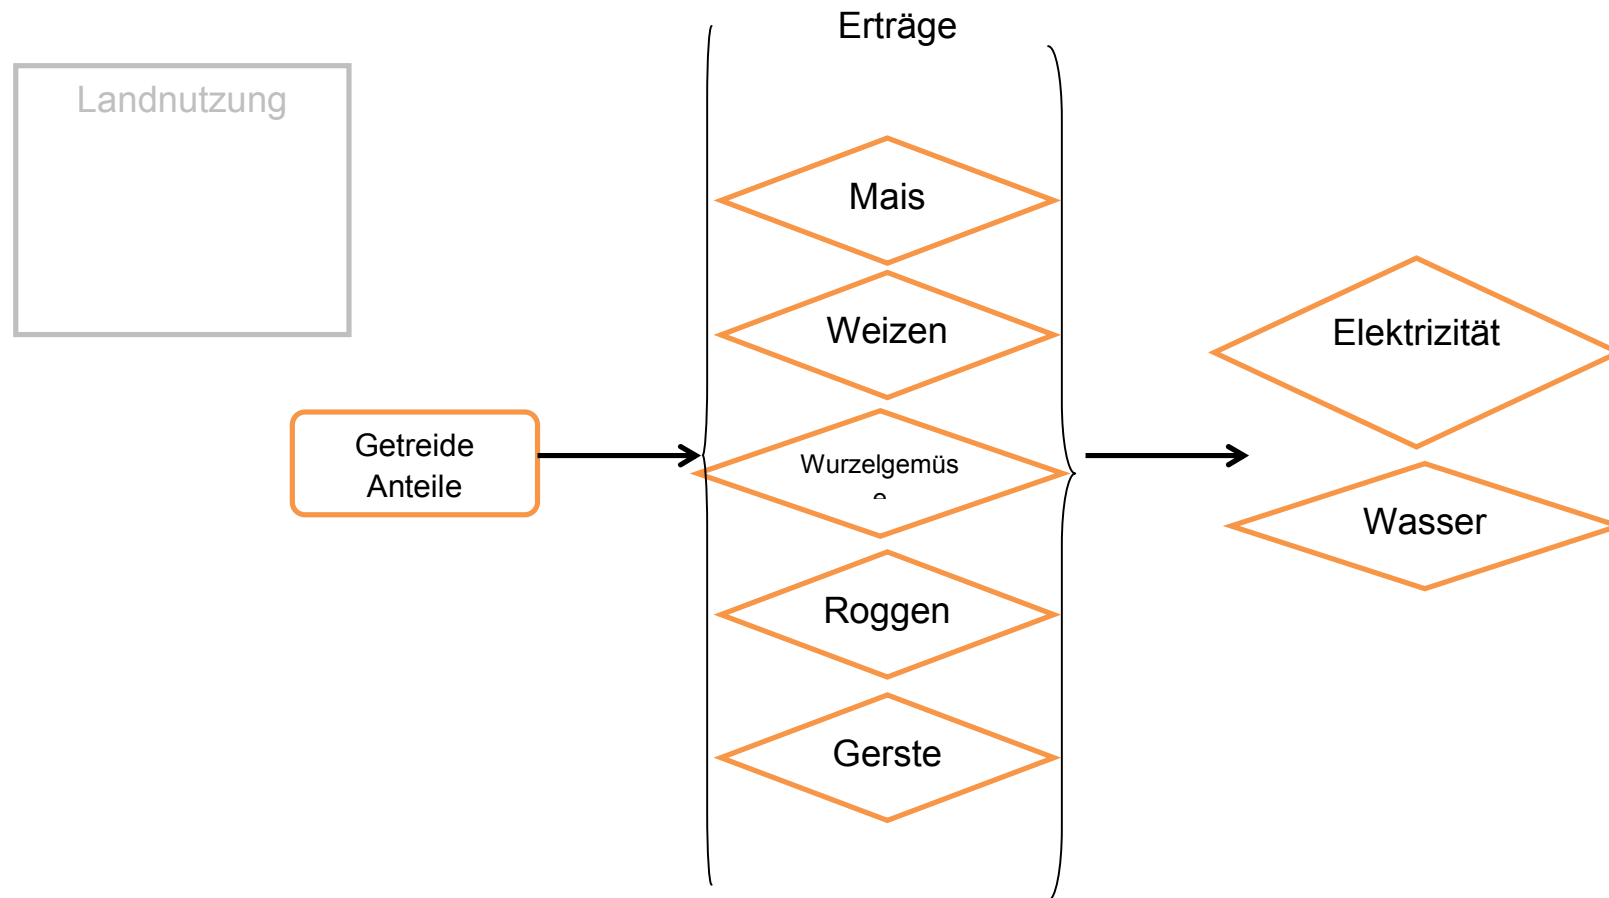 Erträge
Landnutzung
Mais
Weizen
Elektrizität
Getreide
Anteile
Wurzelgemüs
e
Wasser
Roggen
Gerste